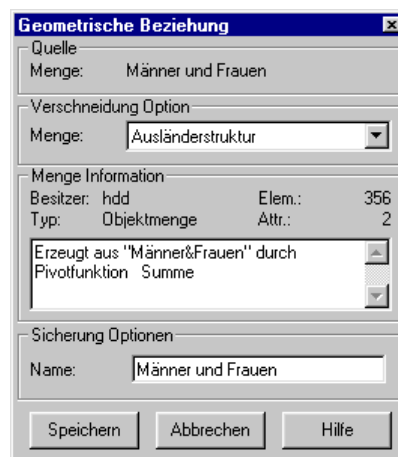 Geometrische Beziehung
Quelle
Menge: Männer und Frauen
Verschneidung Option
Menge: Ausländerstruktur
Menge Information
Besitzer: hdd Elem.: 356
Typ: Objektmenge Attr.: 2
Erzeugt aus "Männer&Frauen" durch
Pivotfunktion Summe
Sicherung Optionen
Name: Männer und Frauen
Speichern Abbrechen Hilfe